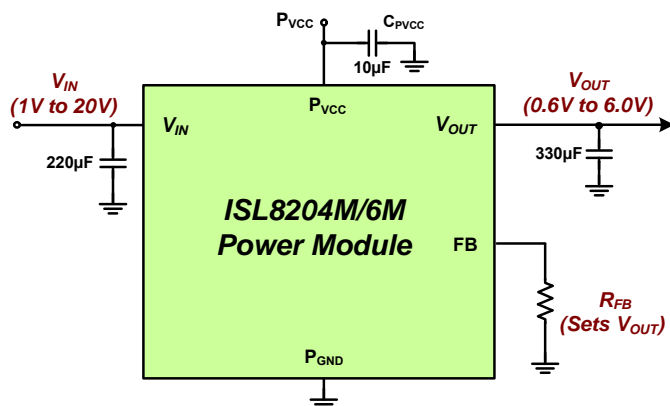 PVCC
CPVCC
10µF
VIN
(1V to 20V)
VOUT
(0.6V to 6.0V)
PVCC
VIN
VOUT
220µF
330µF
ISL8204M/6M
Power Module
FB
RFB
(Sets VOUT)
PGND